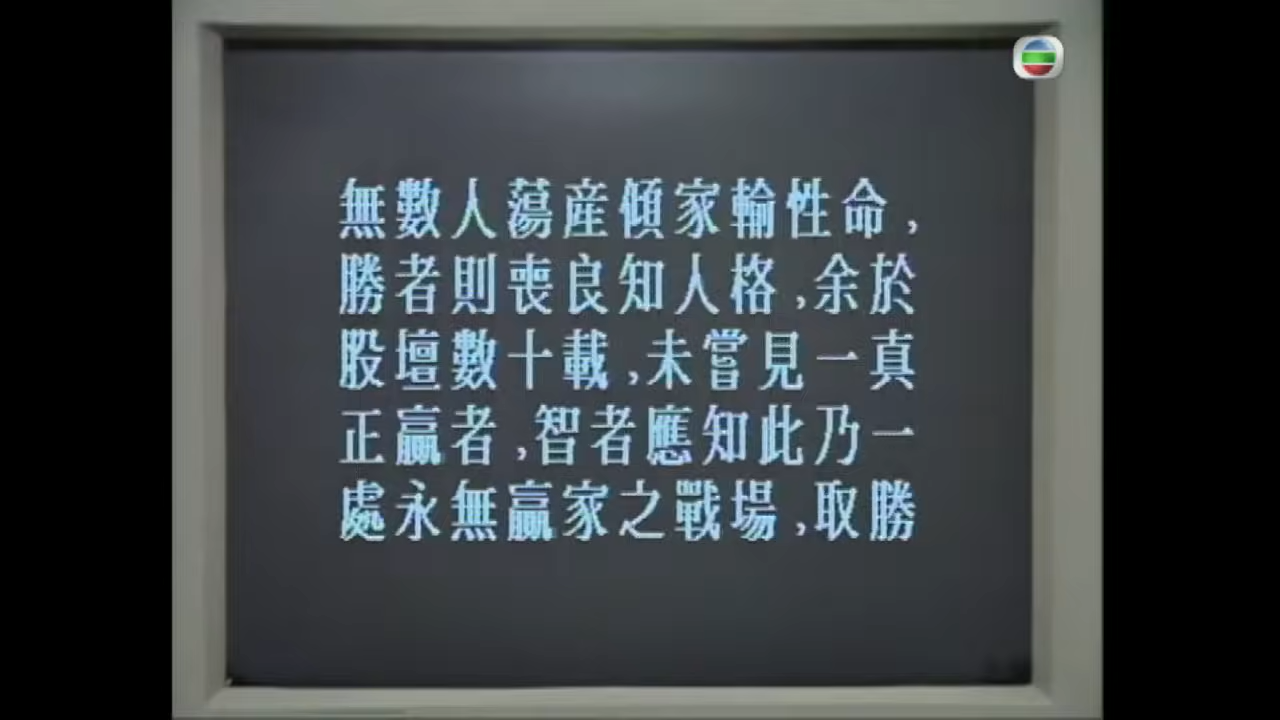 無數人蕩產傾家輸性命,
勝者則喪良知人格,余於
股壇數十載,未嘗見一真
正贏者,智者應知此乃一
處永無贏家之戰場,取勝